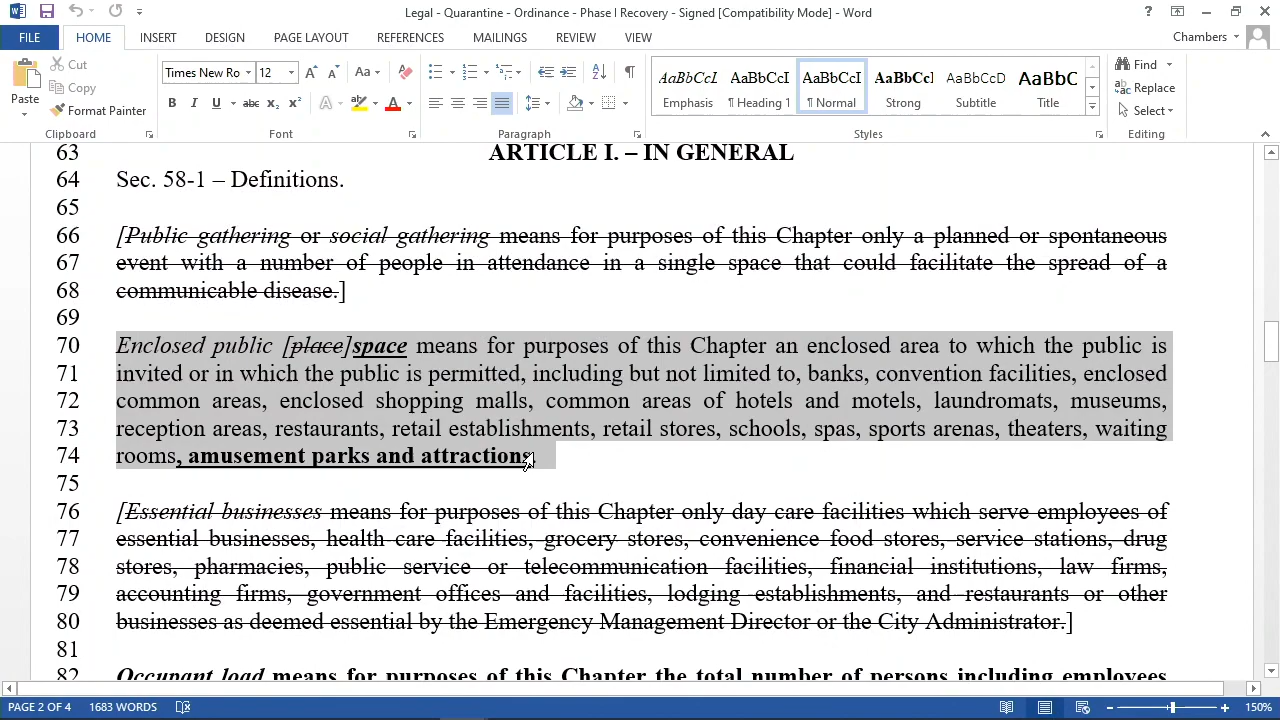 Legal - Quarantine - Ordinance - Phase I Recovery - Signed [Compatibility Mode] - Word
FILE HOME INSERT DESIGN PAGE LAYOUT REFERENCES MAILINGS REVIEW VIEW Chambers
Paste Cut Copy Format Painter
Clipboard
Times New Ro 12 Aa
B I U abc x₂ x² A A
Font
Paragraph
AaBbCcI AaBbCcI AaBbCcI AaBbCcI AaBbCcD AaBbC
Emphasis ¶ Heading 1 ¶ Normal Strong Subtitle Title
Styles
Find
Replace
Select
Editing
63 ARTICLE I. – IN GENERAL
64 Sec. 58-1 – Definitions.
65
66 [Public gathering or social gathering means for purposes of this Chapter only a planned or spontaneous
67 event with a number of people in attendance in a single space that could facilitate the spread of a
68 communicable disease.]
69
70 Enclosed public [place]space means for purposes of this Chapter an enclosed area to which the public is
71 invited or in which the public is permitted, including but not limited to, banks, convention facilities, enclosed
72 common areas, enclosed shopping malls, common areas of hotels and motels, laundromats, museums,
73 reception areas, restaurants, retail establishments, retail stores, schools, spas, sports arenas, theaters, waiting
74 rooms, amusement parks and attractions.
75
76 [Essential businesses means for purposes of this Chapter only day care facilities which serve employees of
77 essential businesses, health care facilities, grocery stores, convenience food stores, service stations, drug
78 stores, pharmacies, public service or telecommunication facilities, financial institutions, law firms,
79 accounting firms, government offices and facilities, lodging establishments, and restaurants or other
80 businesses as deemed essential by the Emergency Management Director or the City Administrator.]
81
82 Occupant load means for purposes of this Chapter the total number of persons including employees
PAGE 2 OF 4 1683 WORDS 150%